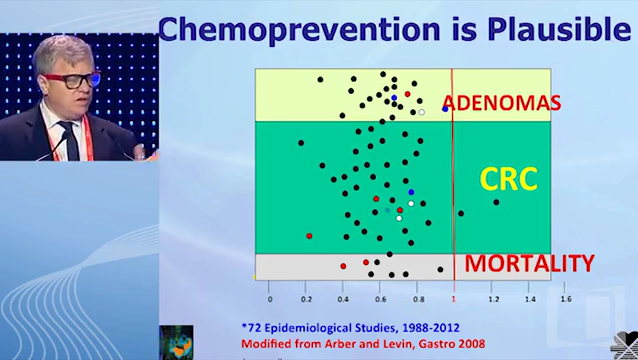 Chemoprevention is Plausible
ADENOMAS
CRC
MORTALITY
0 0.2 0.4 0.6 0.8 1 1.2 1.4 1.6
*72 Epidemiological Studies, 1988-2012
Modified from Arber and Levin, Gastro 2008